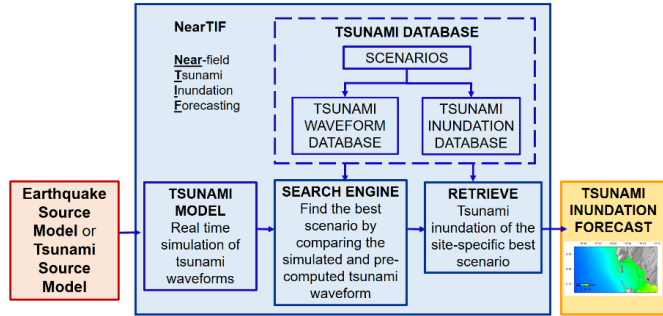 NearTIF
Near-field
Tsunami
Inundation
Forecasting
TSUNAMI DATABASE
SCENARIOS
TSUNAMI
WAVEFORM
DATABASE
TSUNAMI
INUNDATION
DATABASE
Earthquake
Source
Model or
Tsunami
Source
Model
TSUNAMI
MODEL
Real time
simulation of
tsunami
waveforms
SEARCH ENGINE
Find the best
scenario by
comparing the
simulated and pre-
computed tsunami
waveform
RETRIEVE
Tsunami
inundation of the
site-specific best
scenario
TSUNAMI
INUNDATION
FORECAST